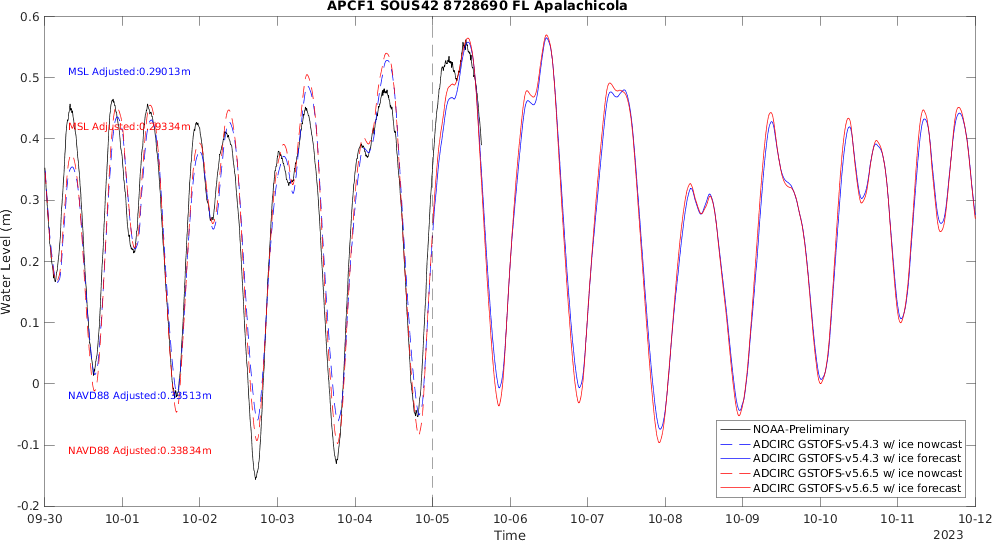 APCF1 SOUS42 8728690 FL Apalachicola
0.6
0.5
0.4
0.3
0.2
0.1
0
-0.1
-0.2
Water Level (m)
MSL Adjusted:0.29013m
MSL Adjusted:0.29334m
NAVD88 Adjusted:0.33513m
NAVD88 Adjusted:0.33834m
NOAA-Preliminary
ADCIRC GSTOFS-v5.4.3 w/ ice nowcast
ADCIRC GSTOFS-v5.4.3 w/ ice forecast
ADCIRC GSTOFS-v5.6.5 w/ ice nowcast
ADCIRC GSTOFS-v5.6.5 w/ ice forecast
09-30 10-01 10-02 10-03 10-04 10-05 10-06 10-07 10-08 10-09 10-10 10-11 10-12
Time
2023